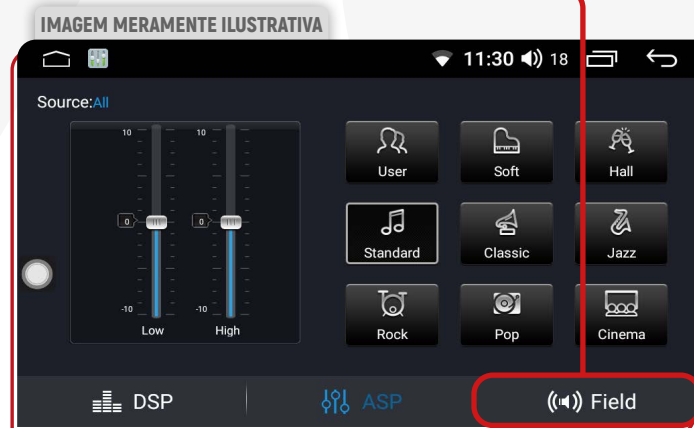 IMAGEM MERAMENTE ILUSTRATIVA
11:30 18
Source:All
10 10
0 0
-10 -10
Low High
User Soft Hall
Standard Classic Jazz
Rock Pop Cinema
DSP ASP Field